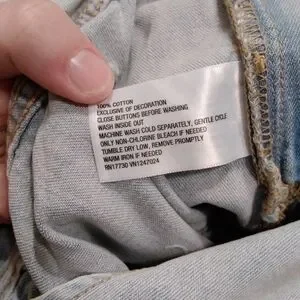 100% COTTON
EXCLUSIVE OF DECORATION
CLOSE BUTTONS BEFORE WASHING
WASH INSIDE OUT
MACHINE WASH COLD SEPARATELY, GENTLE CYCLE
ONLY NON-CHLORINE BLEACH IF NEEDED
TUMBLE DRY LOW, REMOVE PROMPTLY
WARM IRON IF NEEDED
RN17730 VN1247024